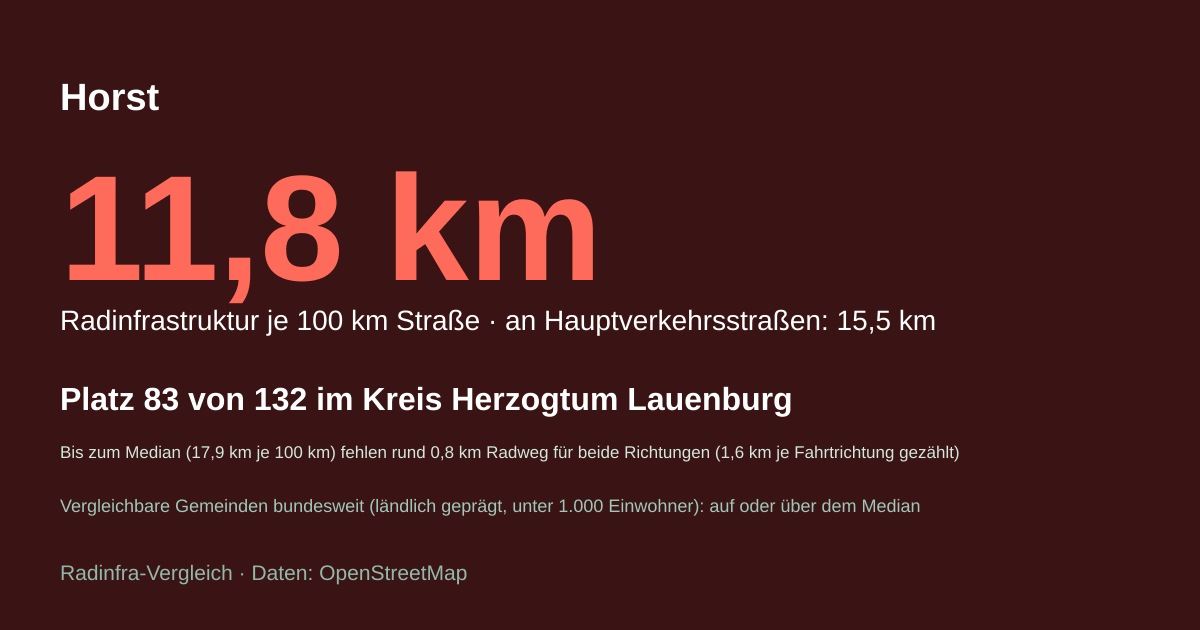 Horst
11,8 km
Radinfrastruktur je 100 km Straße · an Hauptverkehrsstraßen: 15,5 km
Platz 83 von 132 im Kreis Herzogtum Lauenburg
Bis zum Median (17,9 km je 100 km) fehlen rund 0,8 km Radweg für beide Richtungen (1,6 km je Fahrtrichtung gezählt)
Vergleichbare Gemeinden bundesweit (ländlich geprägt, unter 1.000 Einwohner): auf oder über dem Median
Radinfra-Vergleich · Daten: OpenStreetMap